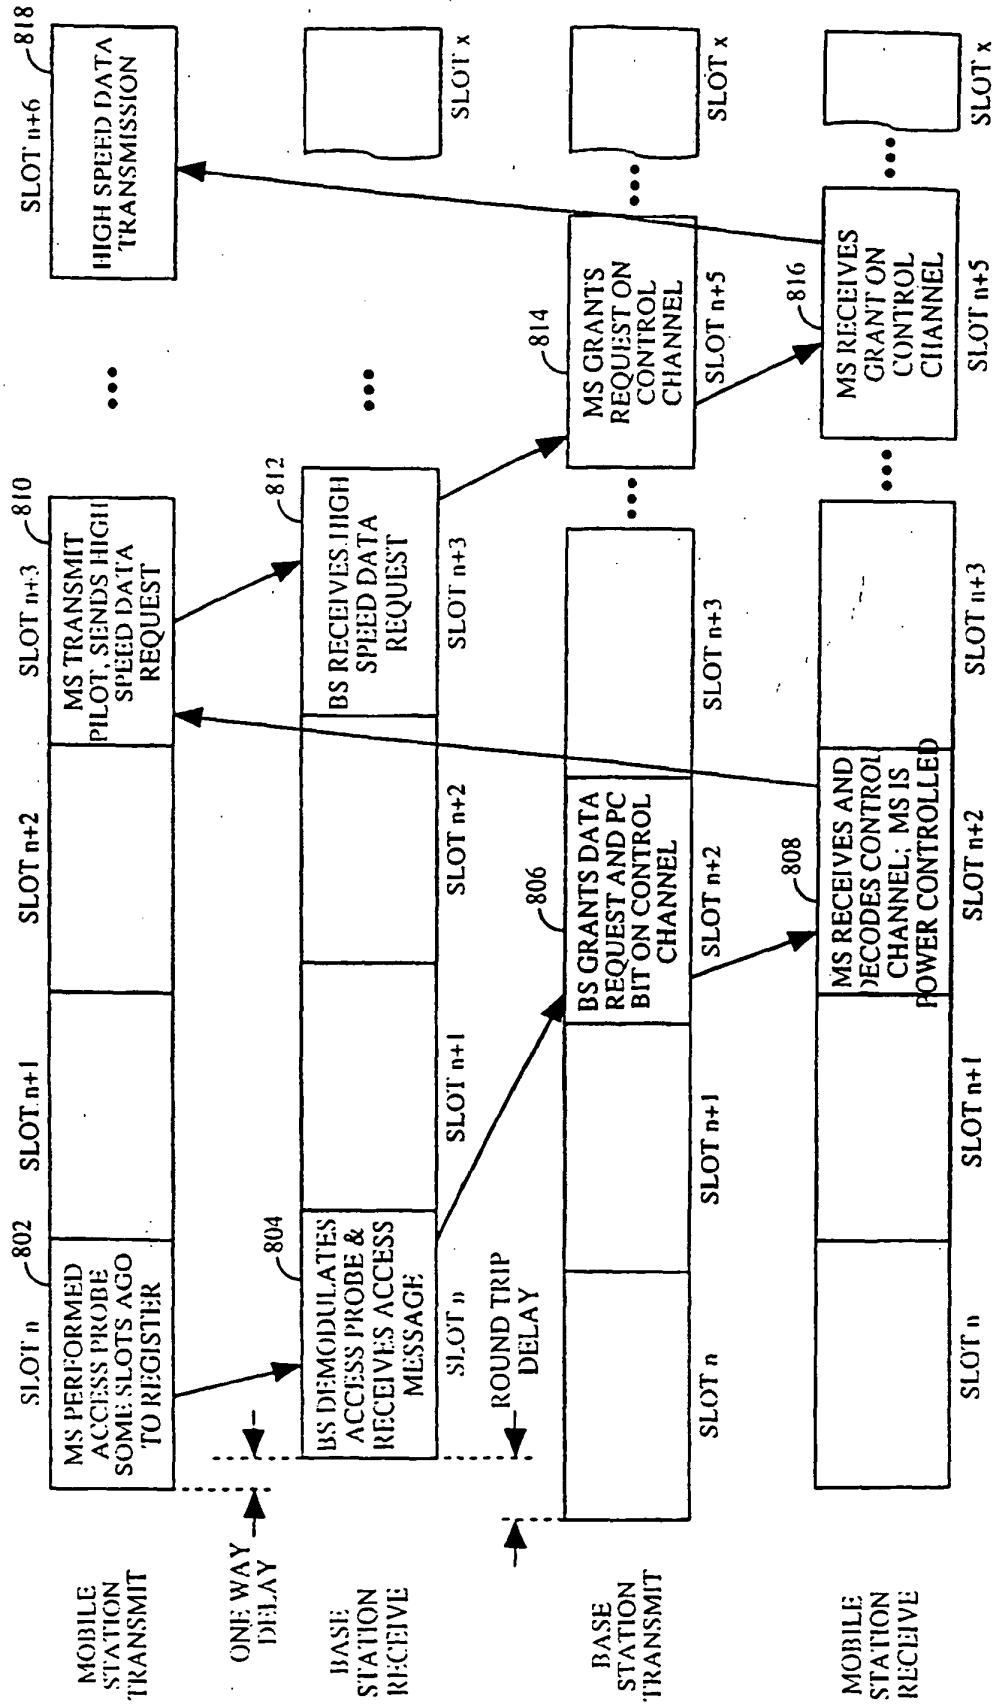 MOBILE
STATION
TRANSMIT
SLOT n
802
MS PERFORMED
ACCESS PROBE
SOME SLOTS AGO
TO REGISTER
SLOT n+1
SLOT n+2
SLOT n+3
810
MS TRANSMIT
PILOT, SENDS HIGH
SPEED DATA
REQUEST
•••
SLOT n+6
818
HIGH SPEED DATA
TRANSMISSION
ONE WAY
DELAY
BASE
STATION
RECEIVE
804
BS DEMODULATES
ACCESS PROBE &
RECEIVES ACCESS
MESSAGE
SLOT n
SLOT n+1
SLOT n+2
812
BS RECEIVES HIGH
SPEED DATA
REQUEST
SLOT n+3
•••
SLOT x
ROUND TRIP
DELAY
BASE
STATION
TRANSMIT
SLOT n
SLOT n+1
806
BS GRANTS DATA
REQUEST AND PC
BIT ON CONTROL
CHANNEL
SLOT n+2
SLOT n+3
•••
814
MS GRANTS
REQUEST ON
CONTROL
CHANNEL
SLOT n+5
•••
SLOT x
MOBILE
STATION
RECEIVE
SLOT n
SLOT n+1
808
MS RECEIVES AND
DECODES CONTROL
CHANNEL; MS IS
POWER CONTROLLED
SLOT n+2
SLOT n+3
•••
816
MS RECEIVES
GRANT ON
CONTROL
CHANNEL
SLOT n+5
•••
SLOT x